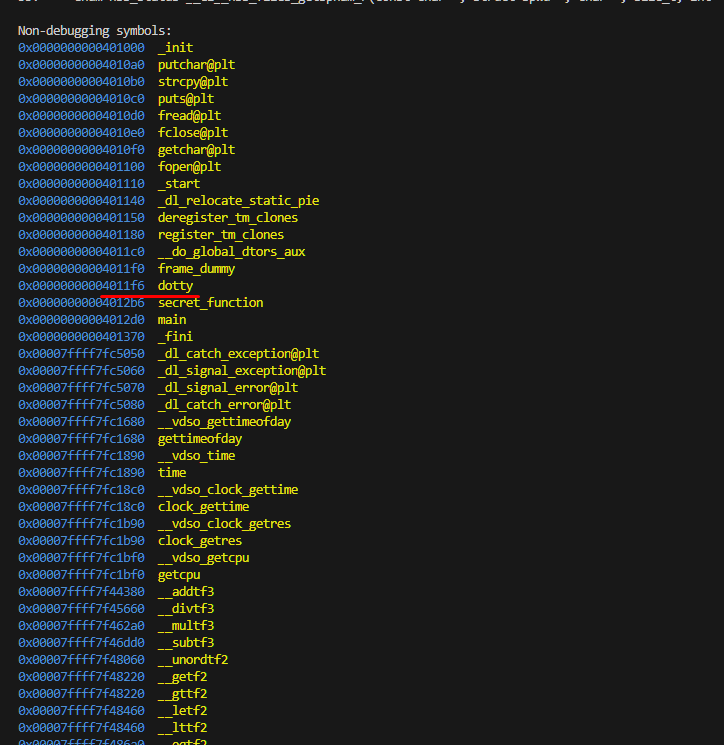 Non-debugging symbols:
0x0000000000401000 _init
0x00000000004010a0 putchar@plt
0x00000000004010b0 strcpy@plt
0x00000000004010c0 puts@plt
0x00000000004010d0 fread@plt
0x00000000004010e0 fclose@plt
0x00000000004010f0 getchar@plt
0x0000000000401100 fopen@plt
0x0000000000401110 _start
0x0000000000401140 _dl_relocate_static_pie
0x0000000000401150 deregister_tm_clones
0x0000000000401180 register_tm_clones
0x00000000004011c0 __do_global_dtors_aux
0x00000000004011f0 frame_dummy
0x00000000004011f6 dotty
0x00000000004012b6 secret_function
0x00000000004012d0 main
0x0000000000401370 _fini
0x00007ffff7fc5050 _dl_catch_exception@plt
0x00007ffff7fc5060 _dl_signal_exception@plt
0x00007ffff7fc5070 _dl_signal_error@plt
0x00007ffff7fc5080 _dl_catch_error@plt
0x00007ffff7fc1680 __vdso_gettimeofday
0x00007ffff7fc1680 gettimeofday
0x00007ffff7fc1890 __vdso_time
0x00007ffff7fc1890 time
0x00007ffff7fc18c0 __vdso_clock_gettime
0x00007ffff7fc18c0 clock_gettime
0x00007ffff7fc1b90 __vdso_clock_getres
0x00007ffff7fc1b90 clock_getres
0x00007ffff7fc1bf0 __vdso_getcpu
0x00007ffff7fc1bf0 getcpu
0x00007ffff7f44380 __addtf3
0x00007ffff7f45660 __divtf3
0x00007ffff7f462a0 __multf3
0x00007ffff7f46dd0 __subtf3
0x00007ffff7f48060 __unordtf2
0x00007ffff7f48220 __getf2
0x00007ffff7f48220 __gttf2
0x00007ffff7f48460 __letf2
0x00007ffff7f48460 __lttf2